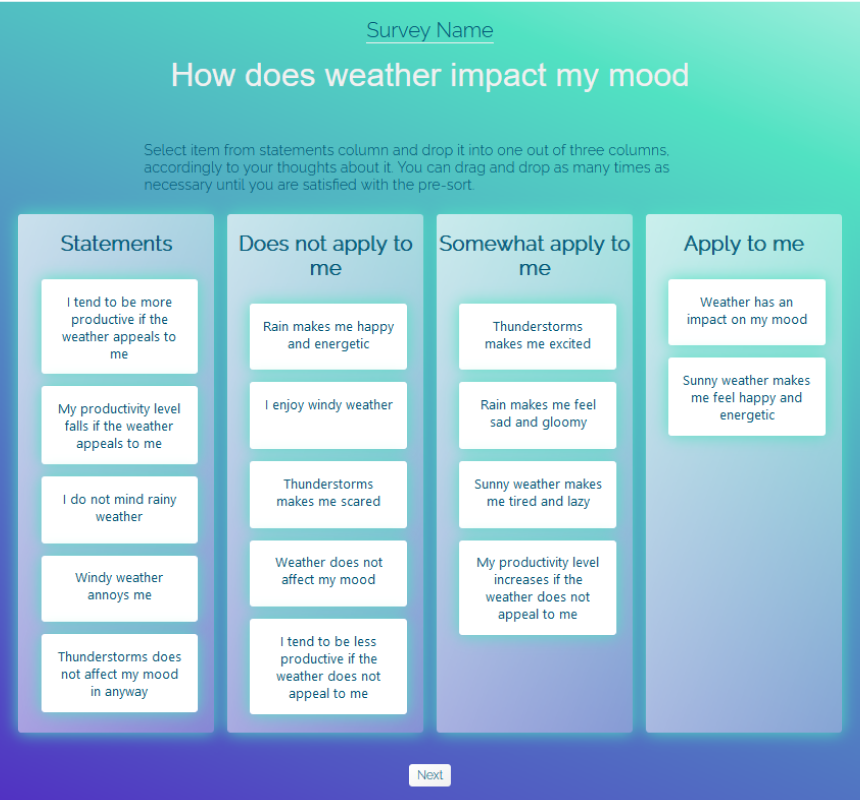 Survey Name
How does weather impact my mood
Select item from statements column and drop it into one out of three columns,
accordingly to your thoughts about it. You can drag and drop as many times as
necessary until you are satisfied with the pre-sort.
Statements
I tend to be more
productive if the
weather appeals to
me
My productivity level
falls if the weather
appeals to me
I do not mind rainy
weather
Windy weather
annoys me
Thunderstorms does
not affect my mood
in anyway
Does not apply to
me
Rain makes me happy
and energetic
I enjoy windy weather
Thunderstorms
makes me scared
Weather does not
affect my mood
I tend to be less
productive if the
weather does not
appeal to me
Somewhat apply to
me
Thunderstorms
makes me excited
Rain makes me feel
sad and gloomy
Sunny weather makes
me tired and lazy
My productivity level
increases if the
weather does not
appeal to me
Apply to me
Weather has an
impact on my mood
Sunny weather makes
me feel happy and
energetic
Next